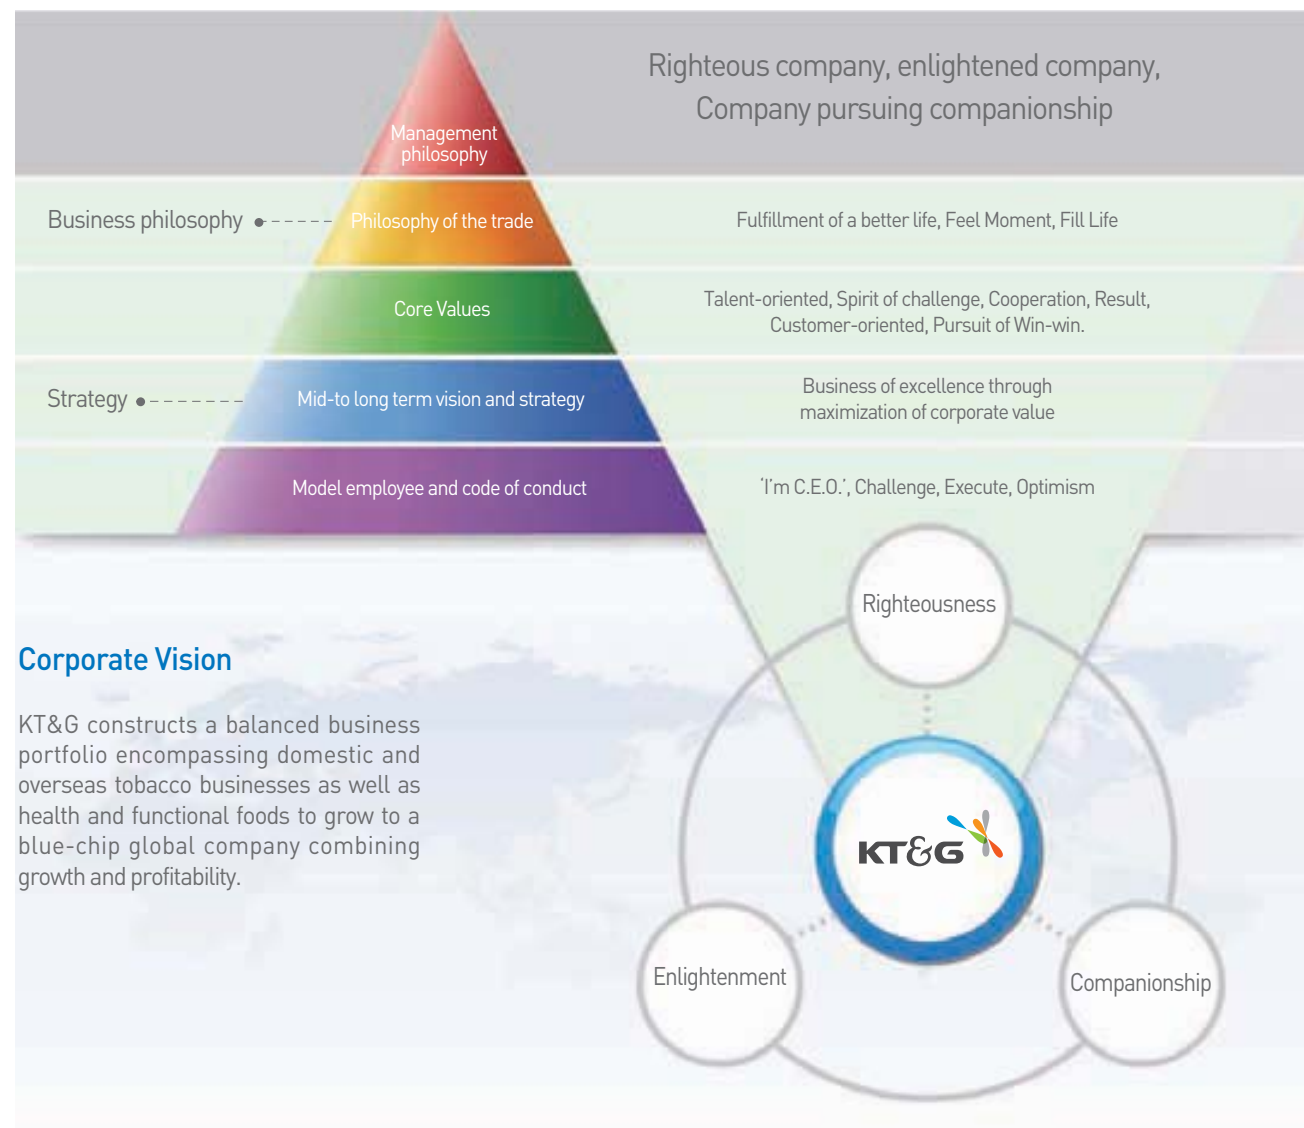 Righteous company, enlightened company,
Company pursuing companionship
Management
philosophy
Business philosophy
Philosophy of the trade
Fulfillment of a better life, Feel Moment, Fill Life
Core Values
Talent-oriented, Spirit of challenge, Cooperation, Result,
Customer-oriented, Pursuit of Win-win.
Strategy
Mid-to long term vision and strategy
Business of excellence through
maximization of corporate value
Model employee and code of conduct
‘I’m C.E.O.’, Challenge, Execute, Optimism
Righteousness
Corporate Vision
KT&G constructs a balanced business
portfolio encompassing domestic and
overseas tobacco businesses as well as
health and functional foods to grow to a
blue-chip global company combining
growth and profitability.
KT&G
Enlightenment
Companionship